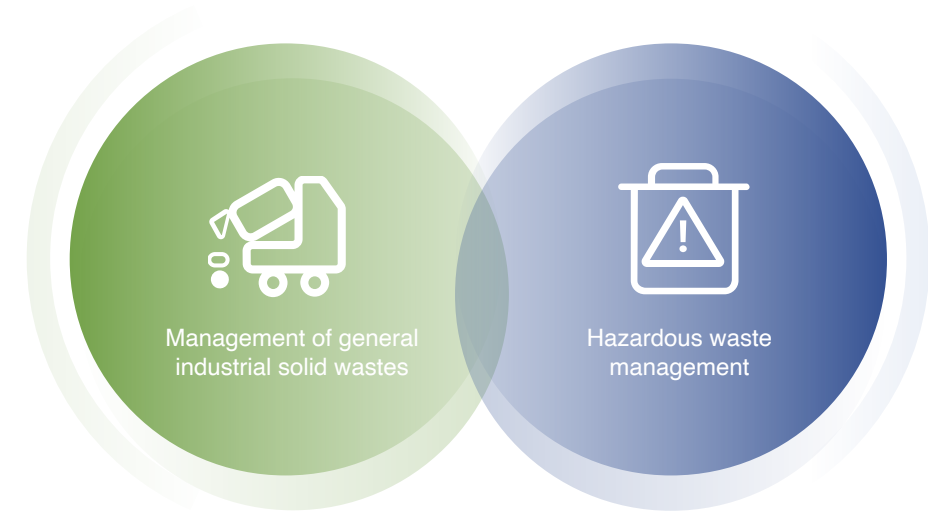 Management of general
industrial solid wastes
Hazardous waste
management